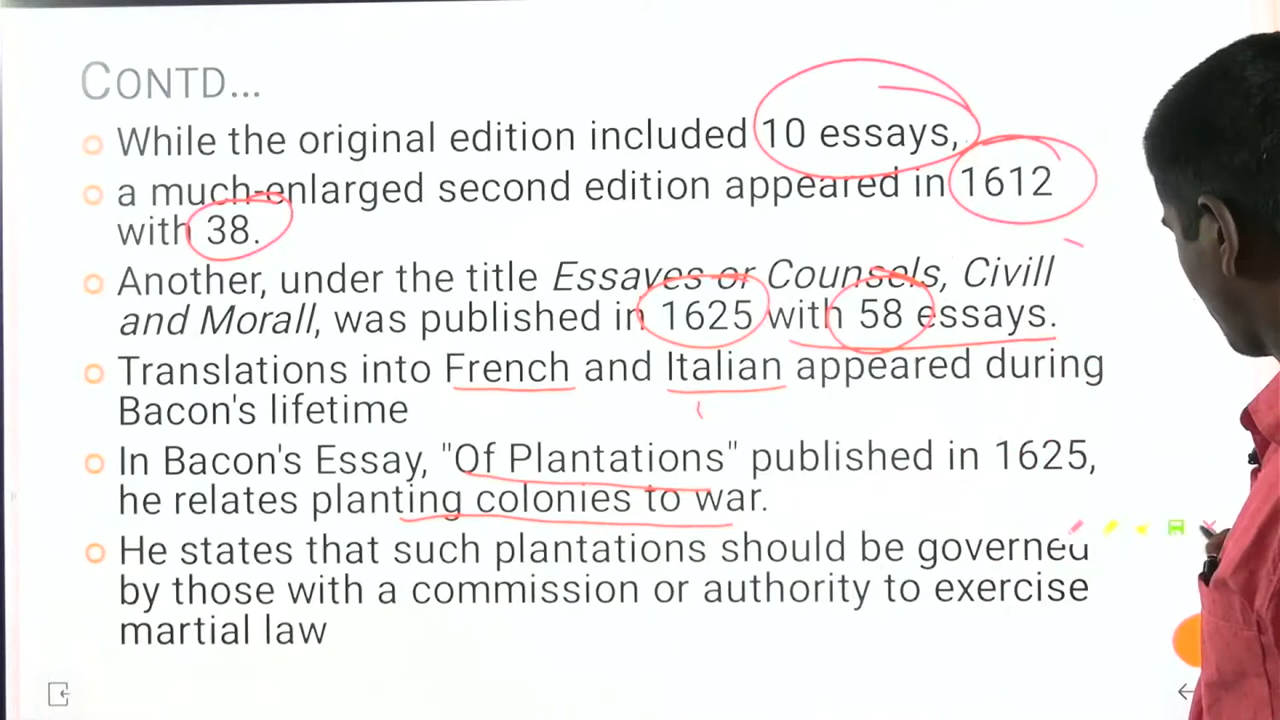 CONTD...
While the original edition included 10 essays,
a much-enlarged second edition appeared in 1612
with 38.
Another, under the title Essayes or Counsels, Civill
and Morall, was published in 1625 with 58 essays.
Translations into French and Italian appeared during
Bacon's lifetime
In Bacon's Essay, "Of Plantations" published in 1625,
he relates planting colonies to war.
He states that such plantations should be governed
by those with a commission or authority to exercise
martial law